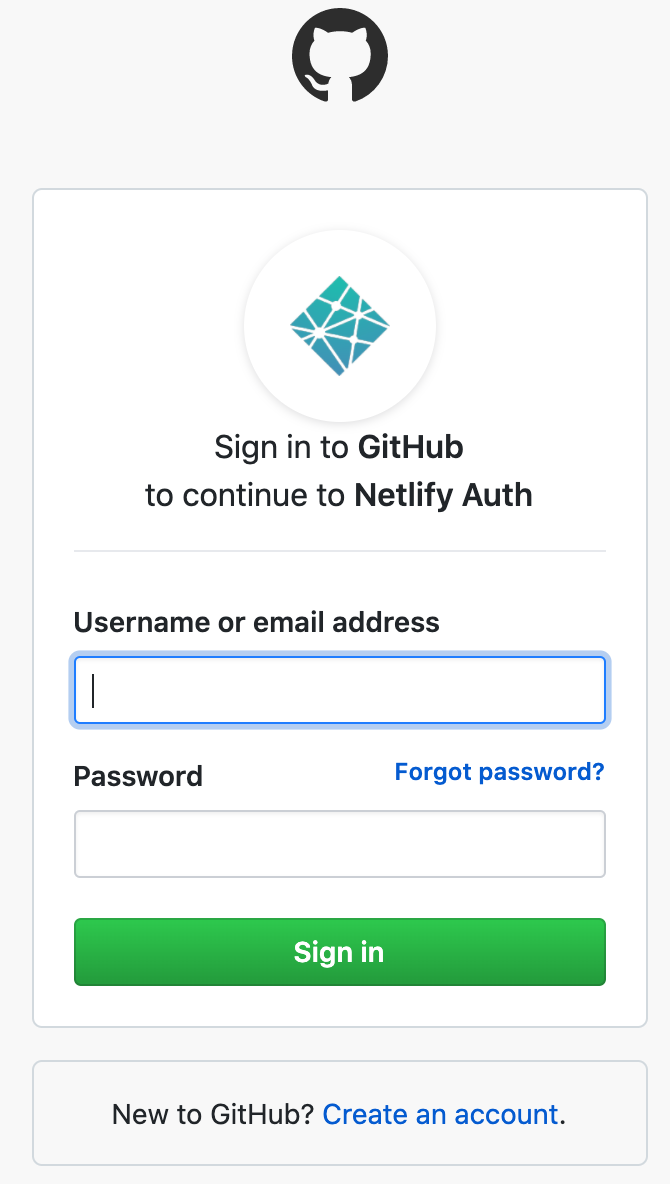 Sign in to GitHub
to continue to Netlify Auth
Username or email address
Password
Forgot password?
Sign in
New to GitHub? Create an account.